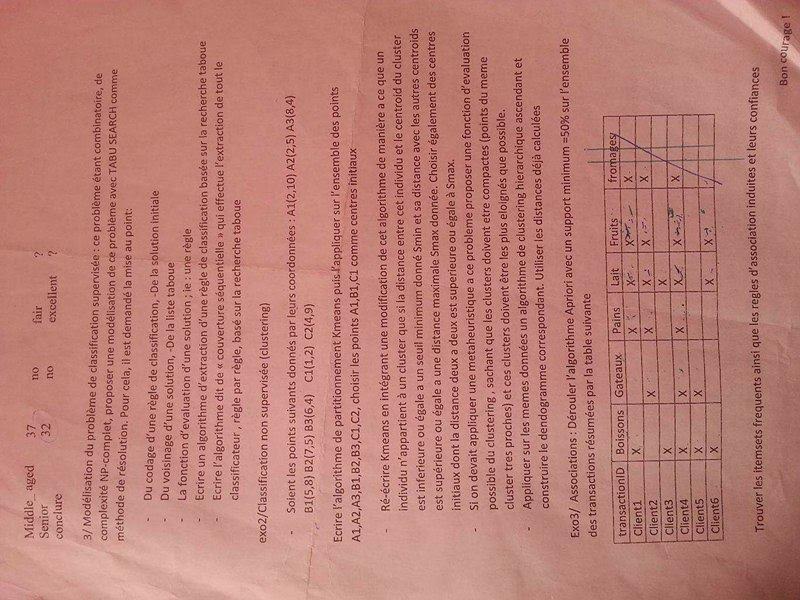 Middle_ aged 37 no fair ?
Senior 32 no excellent ?
conclure
3/ Modélisation du problème de classification supervisée : ce problème étant combinatoire, de
complexité NP-complet, proposer une modélisation de ce problème avec TABU SEARCH comme
méthode de résolution. Pour cela, il est demandé la mise au point:
- Du codage d'une règle de classification, -De la solution initiale
- Du voisinage d'une solution, -De la liste taboue
- La fonction d'evaluation d'une solution ; ie : une règle
- Ecrire un algorithme d'extraction d'une règle de classification basée sur la recherche taboue
- Ecrire l'algorithme dit de « couverture séquentielle » qui effectue l'extraction de tout le
classificateur , règle par règle, basé sur la recherche taboue
exo2/Classification non supervisée (clustering)
- Soient les points suivants donnés par leurs coordonnées : A1(2,10) A2(2,5) A3(8,4)
B1(5,8) B2(7,5) B3(6,4) C1(1,2) C2(4,9)
Ecrire l'algorithme de partitionnement Kmeans puis l'appliquer sur l'ensemble des points
A1,A2,A3,B1,B2,B3,C1,C2, choisir les points A1,B1,C1 comme centres initiaux
- Ré-écrire Kmeans en intégrant une modification de cet algorithme de manière a ce que un
individu n'appartient à un cluster que si la distance entre cet individu et le centroid du cluster
est inferieure ou égale a un seuil minimum donné Smin et sa distance avec les autres centroids
est supérieure ou égale a une distance maximale Smax donnée. Choisir également des centres
initiaux dont la distance deux a deux est superieure ou égale à Smax.
- Si on devait appliquer une metaheuristique a ce probleme proposer une fonction d'evaluation
possible du clustering , sachant que les clusters doivent etre compactes (points du meme
cluster tres proches) et ces clusters doivent être les plus eloignés que possible.
- Appliquer sur les memes données un algorithme de clustering hierarchique ascendant et
construire le dendogramme correspondant. Utiliser les distances déjà calculées
Exo3/ Associations : Dérouler l'algorithme Apriori avec un support minimum =50% sur l'ensemble
des transactions résumées par la table suivante
transactionID Boissons Gateaux Pains Lait Fruits fromages
Client1 X X X X X
Client2 X X X X X
Client3 X X
Client4 X X X X X X
Client5 X X
Client6 X X X
Trouver les itemsets frequents ainsi que les regles d'association induites et leurs confiances
Bon courage !